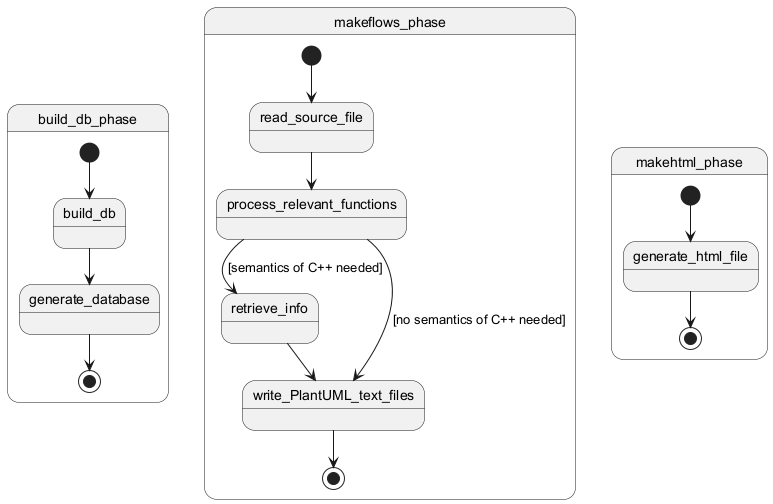 build_db_phase
build_db
generate_database
makeflows_phase
read_source_file
process_relevant_functions
[semantics of C++ needed]
retrieve_info
[no semantics of C++ needed]
write_PlantUML_text_files
makehtml_phase
generate_html_file